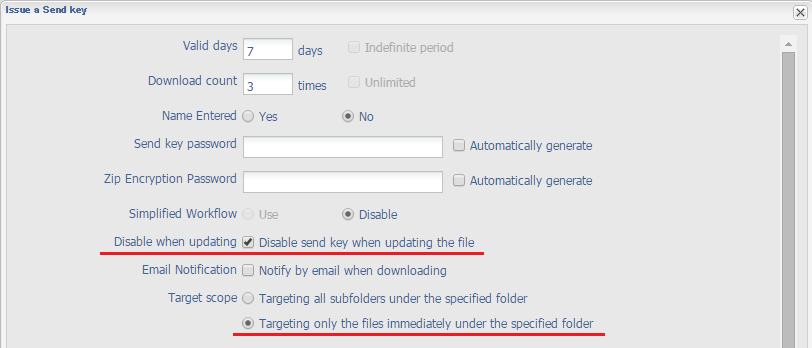 Issue a Send key
Valid days 7 days Indefinite period
Download count 3 times Unlimited
Name Entered Yes No
Send key password Automatically generate
Zip Encryption Password Automatically generate
Simplified Workflow Use Disable
Disable when updating Disable send key when updating the file
Email Notification Notify by email when downloading
Target scope Targeting all subfolders under the specified folder
Targeting only the files immediately under the specified folder